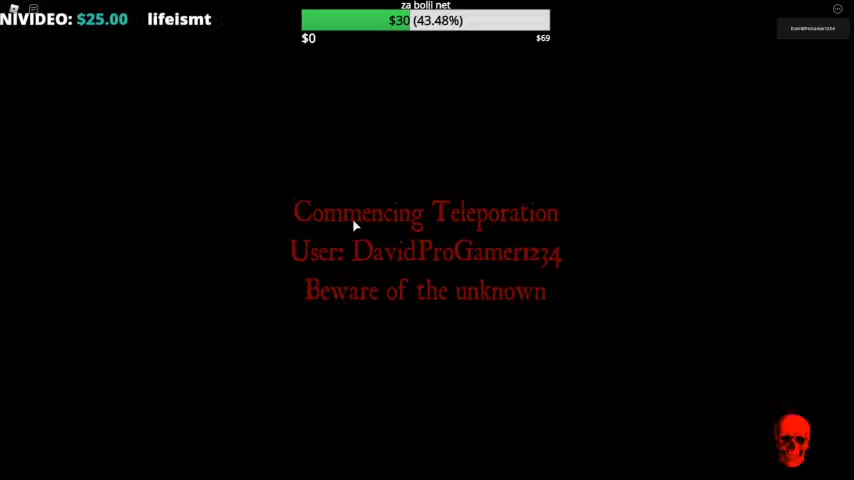 za bolii net
NIVIDEO: $25.00 lifeismt
$30 (43.48%)
$0
$69
DavidProGamer1234
Commencing Teleporation
User: DavidProGamer1234
Beware of the unknown